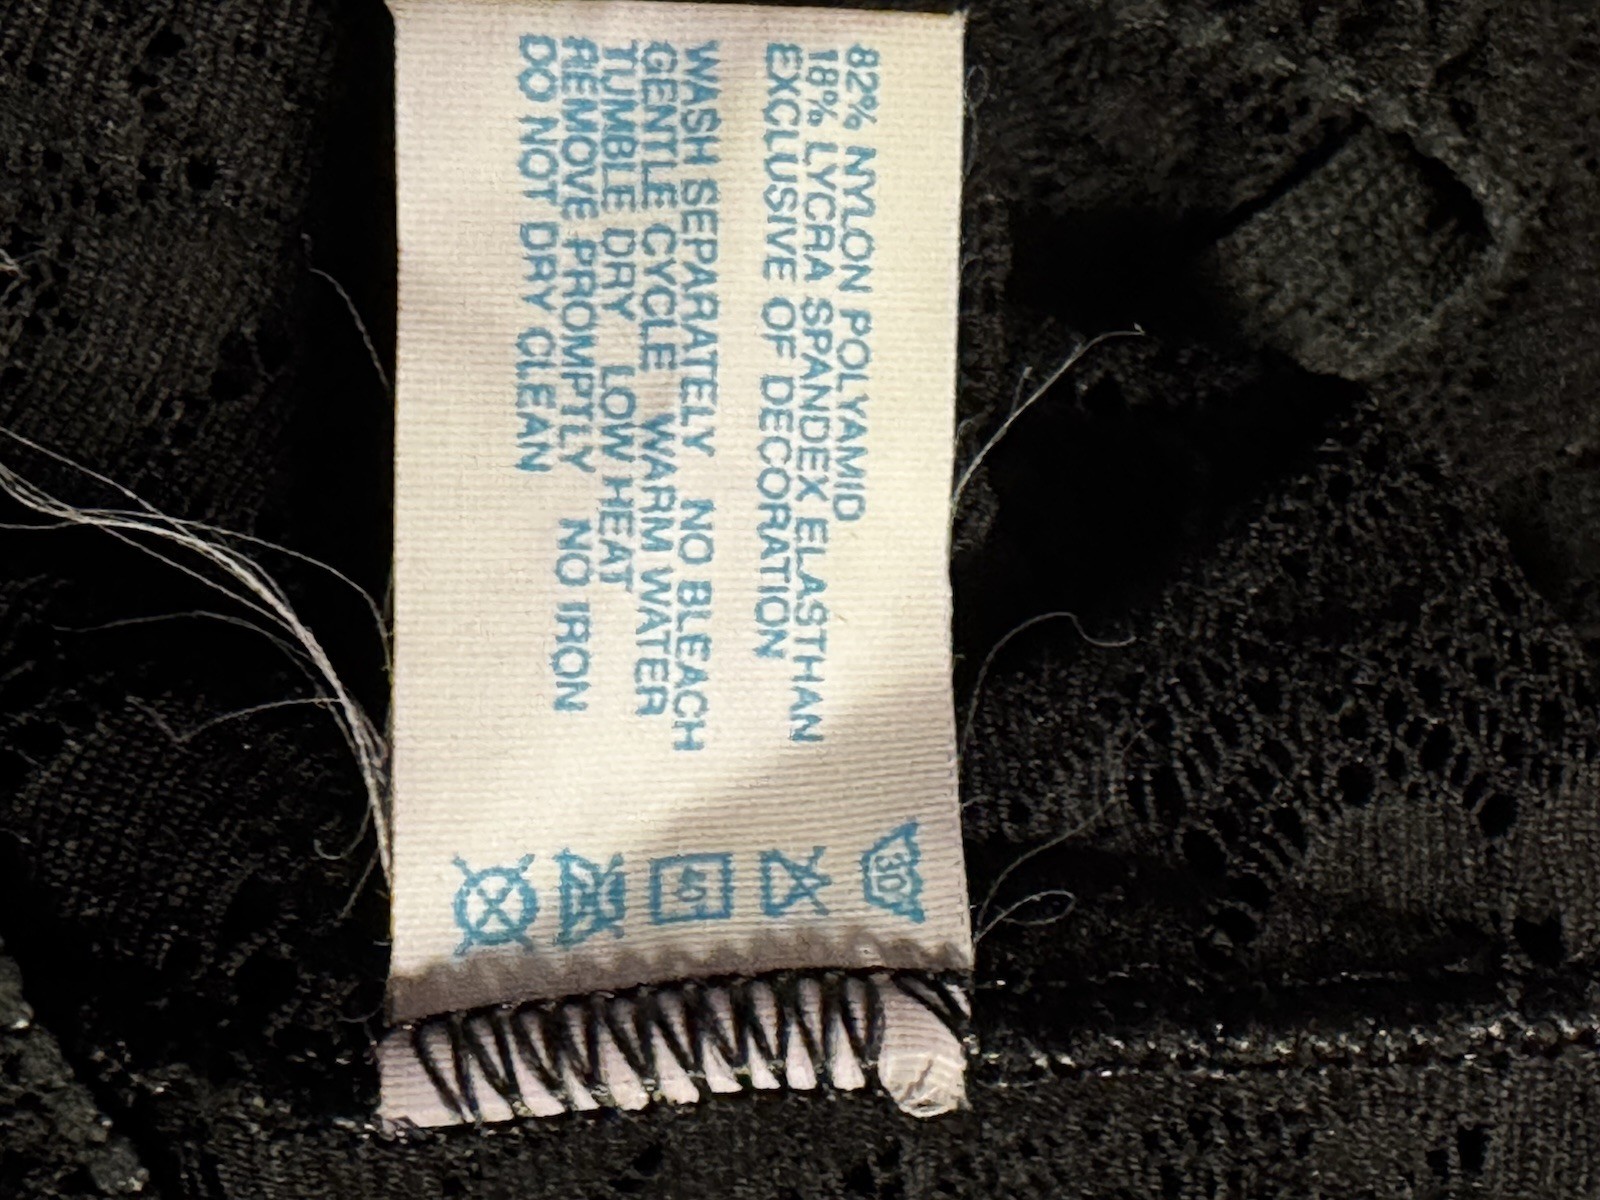 82% NYLON POLYAMID
18% LYCRA SPANDEX ELASTHAN
EXCLUSIVE OF DECORATION
WASH SEPARATELY NO BLEACH
GENTLE CYCLE WARM WATER
TUMBLE DRY LOW HEAT
REMOVE PROMPTLY NO IRON
DO NOT DRY CLEAN
30